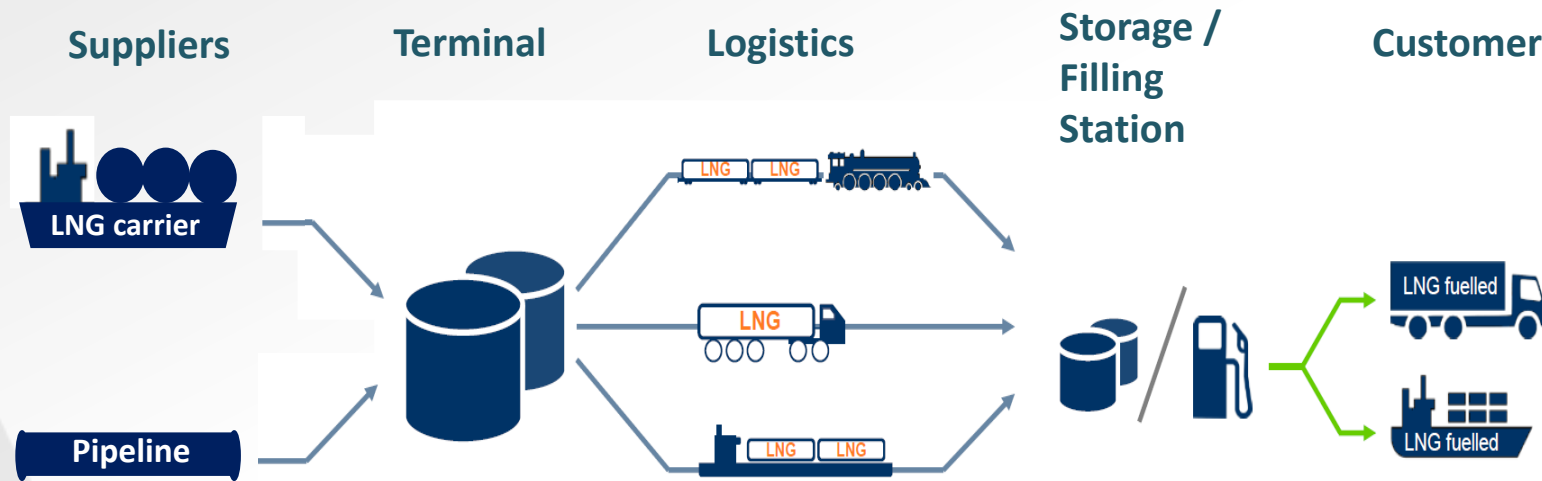 Suppliers
Terminal
Logistics
Storage /
Filling
Station
Customer
LNG carrier
Pipeline
LNG LNG
LNG
LNG LNG
LNG fuelled
LNG fuelled